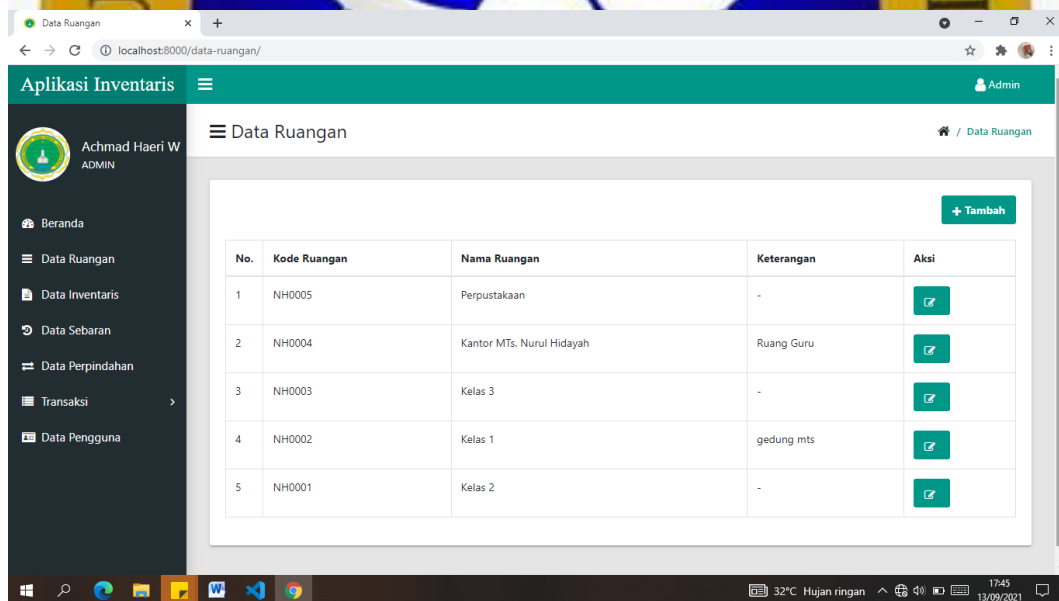 Data Ruangan
localhost:8000/data-ruangan/
Aplikasi Inventaris
Admin
Achmad Haeri W
ADMIN
Beranda
Data Ruangan
Data Inventaris
Data Sebaran
Data Perpindahan
Transaksi
Data Pengguna
Data Ruangan
/ Data Ruangan
+ Tambah
No. Kode Ruangan Nama Ruangan Keterangan Aksi
1 NH0005 Perpustakaan -
2 NH0004 Kantor MTs. Nurul Hidayah Ruang Guru
3 NH0003 Kelas 3 -
4 NH0002 Kelas 1 gedung mts
5 NH0001 Kelas 2 -
32°C Hujan ringan
17:45
13/09/2021